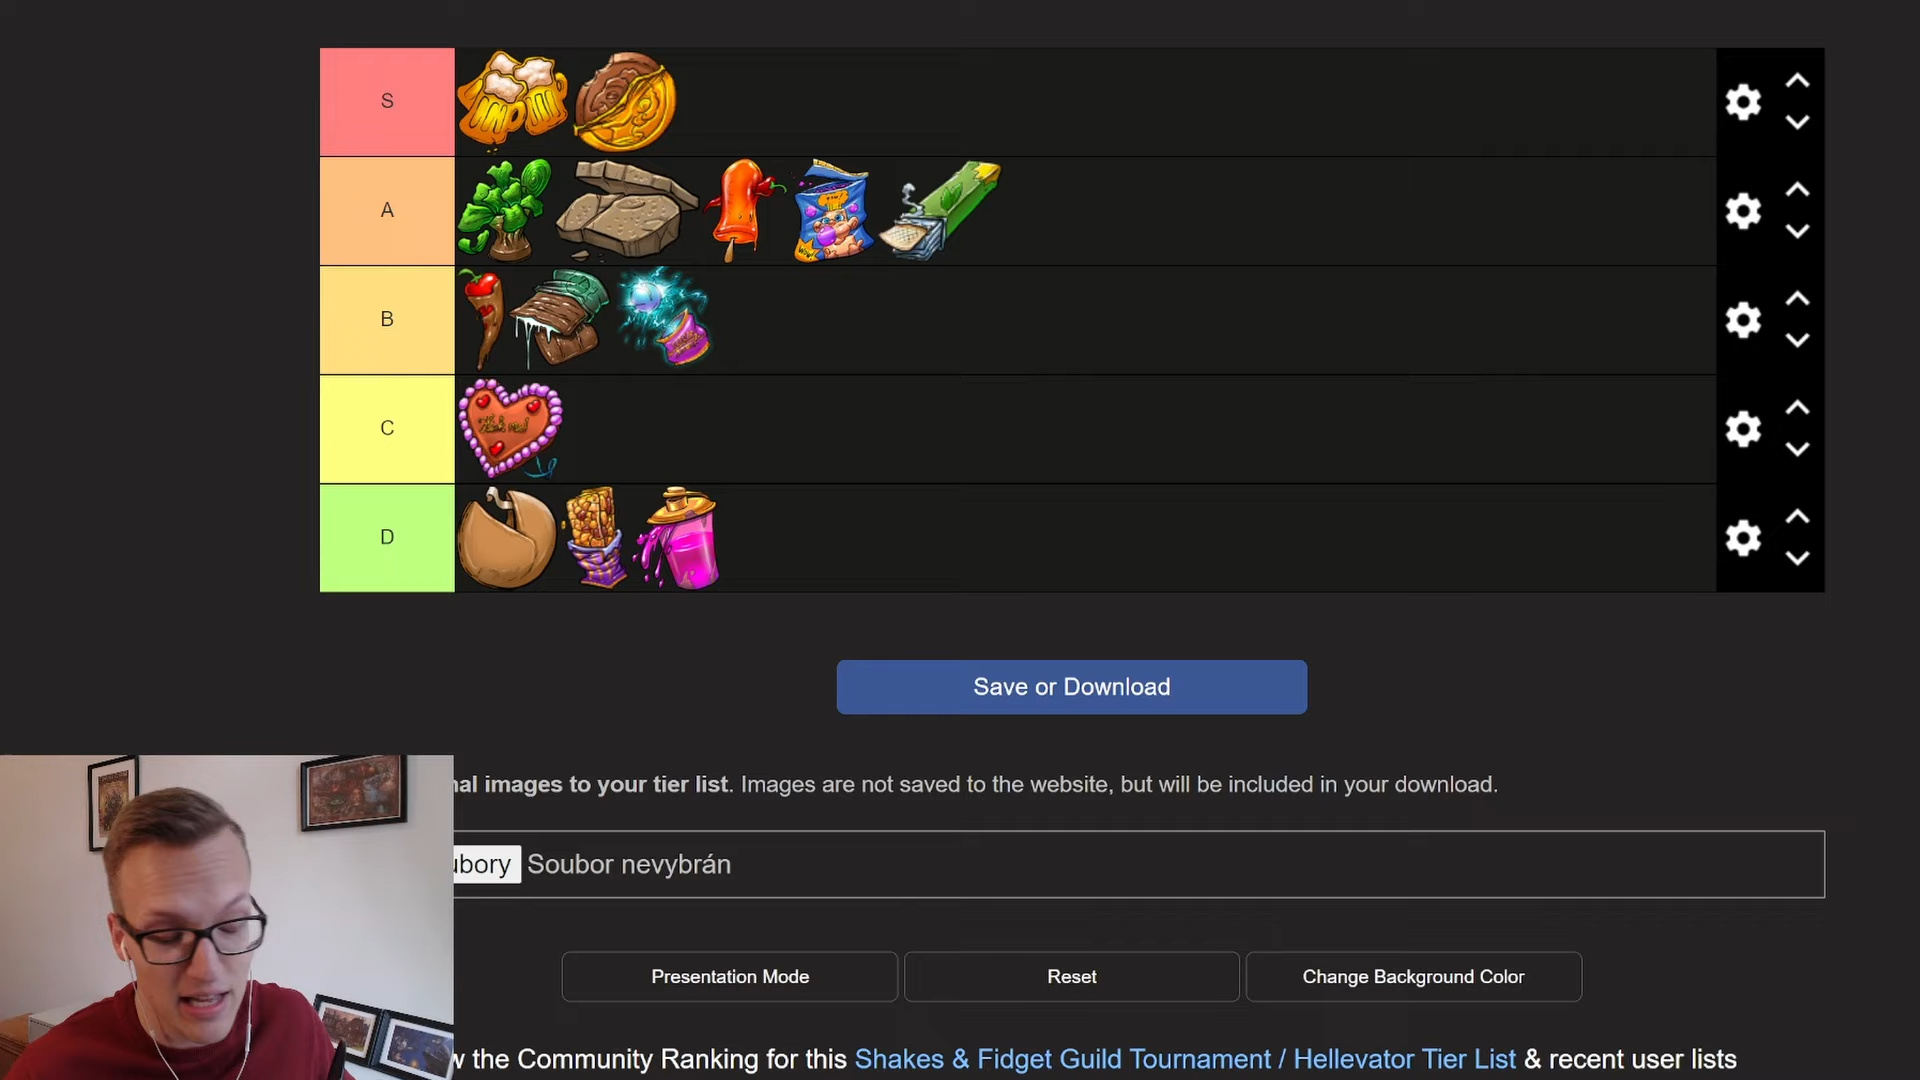 S
A
B
C
D
Save or Download
nal images to your tier list. Images are not saved to the website, but will be included in your download.
ubory Soubor nevybrán
Presentation Mode
Reset
Change Background Color
w the Community Ranking for this Shakes & Fidget Guild Tournament / Hellevator Tier List & recent user lists